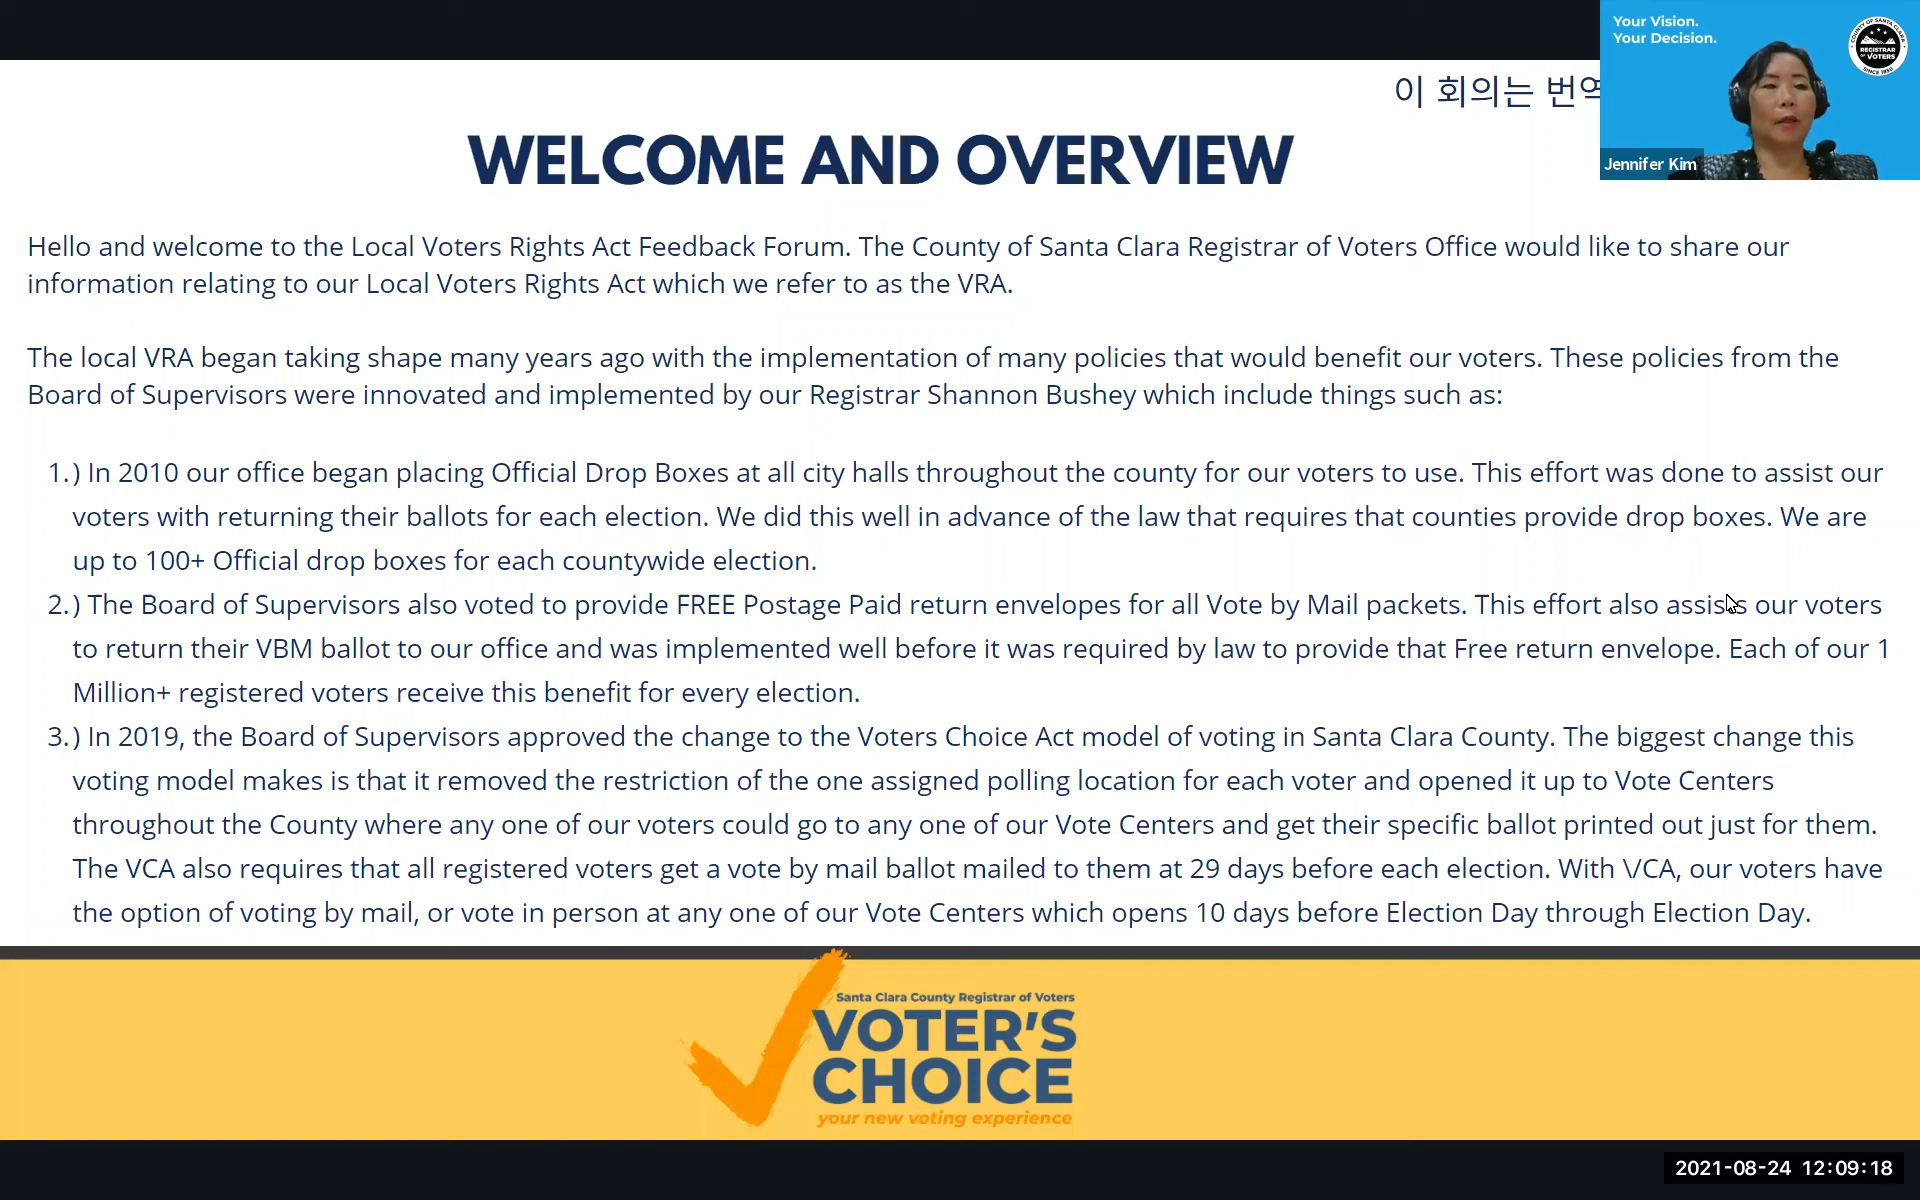 Your Vision.
Your Decision.
COUNTY OF SANTA CLARA
REGISTRAR
OF VOTERS
SINCE 1850
이 회의는
Jennifer Kim
WELCOME AND OVERVIEW
Hello and welcome to the Local Voters Rights Act Feedback Forum. The County of Santa Clara Registrar of Voters Office would like to share our
information relating to our Local Voters Rights Act which we refer to as the VRA.
The local VRA began taking shape many years ago with the implementation of many policies that would benefit our voters. These policies from the
Board of Supervisors were innovated and implemented by our Registrar Shannon Bushey which include things such as:
1.) In 2010 our office began placing Official Drop Boxes at all city halls throughout the county for our voters to use. This effort was done to assist our
voters with returning their ballots for each election. We did this well in advance of the law that requires that counties provide drop boxes. We are
up to 100+ Official drop boxes for each countywide election.
2.) The Board of Supervisors also voted to provide FREE Postage Paid return envelopes for all Vote by Mail packets. This effort also assists our voters
to return their VBM ballot to our office and was implemented well before it was required by law to provide that Free return envelope. Each of our 1
Million+ registered voters receive this benefit for every election.
3.) In 2019, the Board of Supervisors approved the change to the Voters Choice Act model of voting in Santa Clara County. The biggest change this
voting model makes is that it removed the restriction of the one assigned polling location for each voter and opened it up to Vote Centers
throughout the County where any one of our voters could go to any one of our Vote Centers and get their specific ballot printed out just for them.
The VCA also requires that all registered voters get a vote by mail ballot mailed to them at 29 days before each election. With \/CA, our voters have
the option of voting by mail, or vote in person at any one of our Vote Centers which opens 10 days before Election Day through Election Day.
Santa Clara County Registrar of Voters
VOTER'S
CHOICE
your new voting experience
2021-08-24 12:09:18